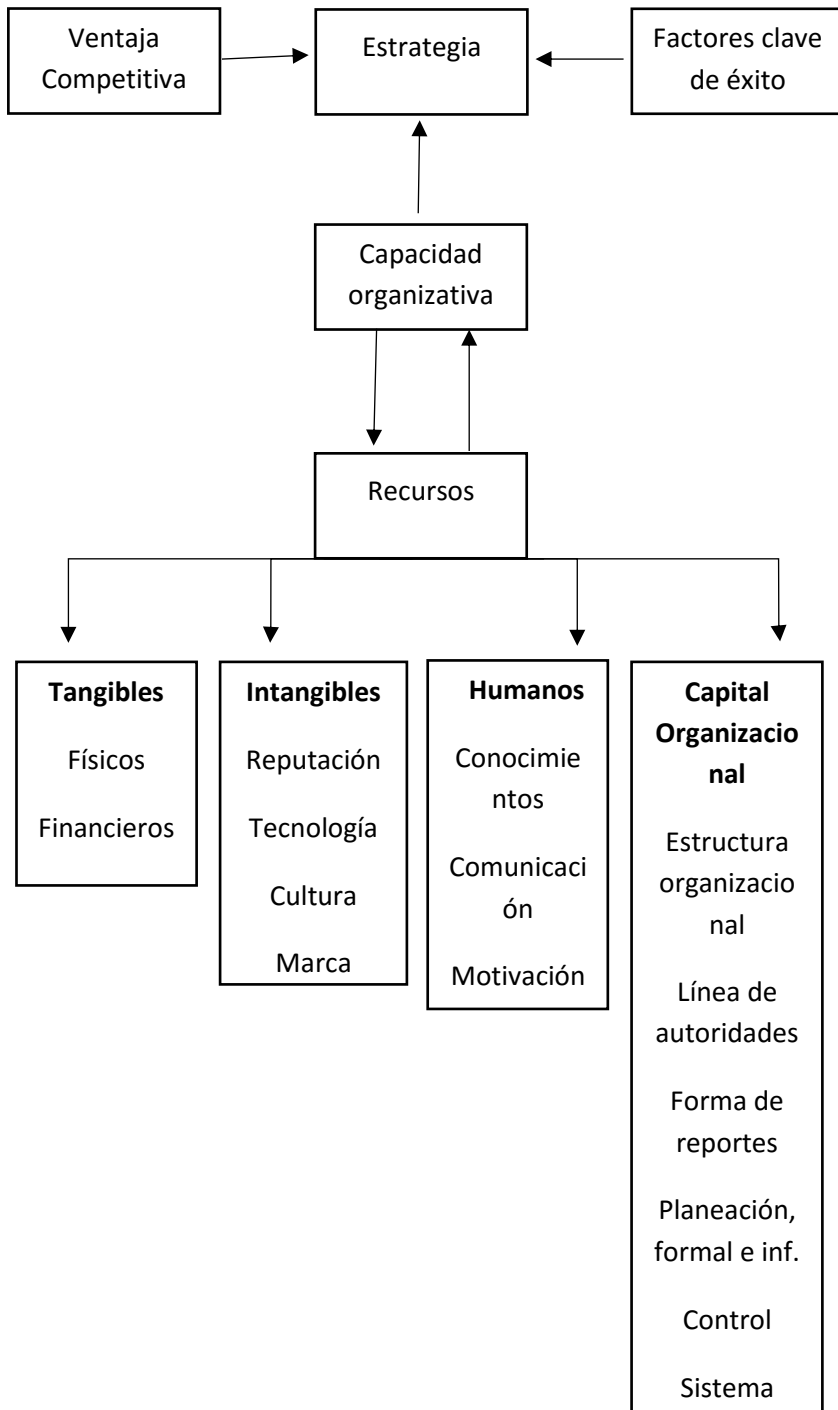 Ventaja
Competitiva
Estrategia
Factores clave
de éxito
Capacidad
organizativa
Recursos
Tangibles
Físicos
Financieros
Intangibles
Reputación
Tecnología
Cultura
Marca
Humanos
Conocimie
ntos
Comunicaci
ón
Motivación
Capital
Organizacio
nal
Estructura
organizacio
nal
Línea de
autoridades
Forma de
reportes
Planeación,
formal e inf.
Control
Sistema